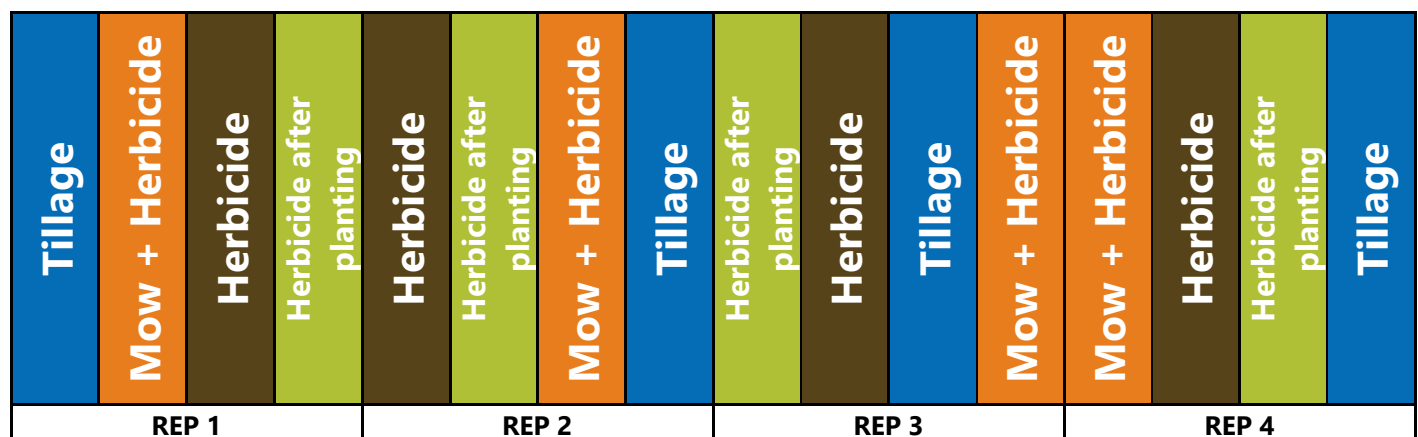 Tillage
Mow + Herbicide
Herbicide
Herbicide after
planting
Herbicide
Herbicide after
planting
Mow + Herbicide
Tillage
Herbicide after
planting
Herbicide
Tillage
Mow + Herbicide
Mow + Herbicide
Herbicide
Herbicide after
planting
Tillage
REP 1
REP 2
REP 3
REP 4